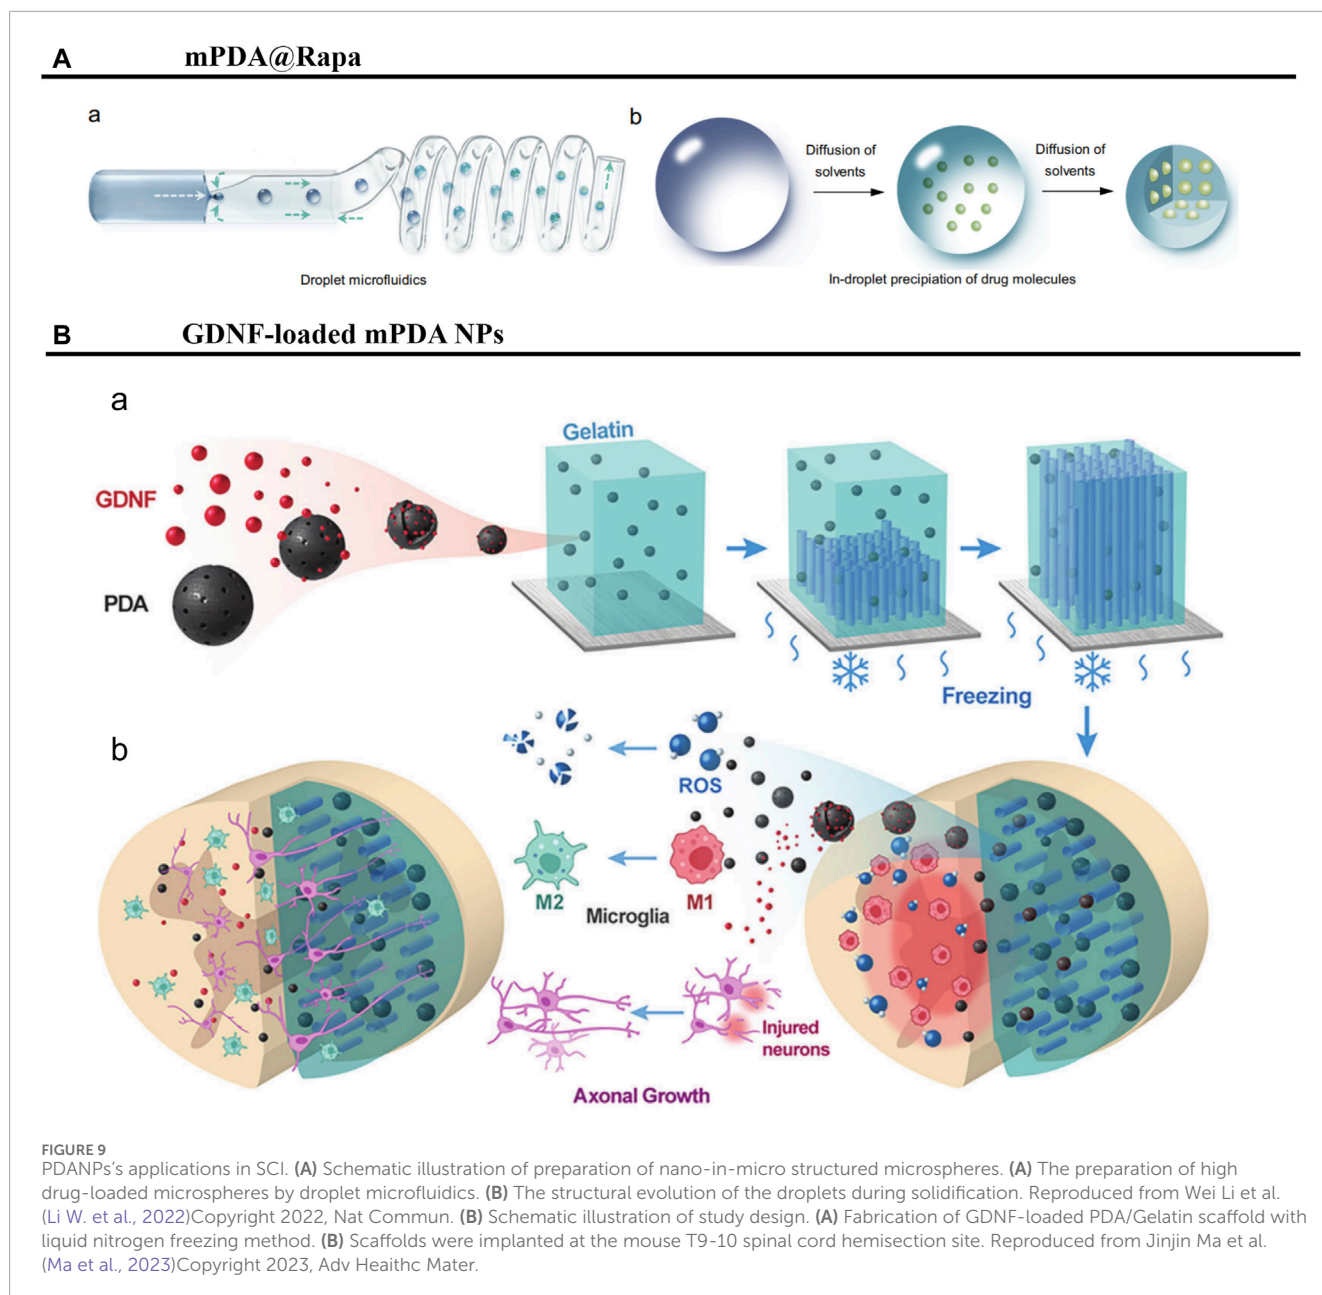 A mPDA@Rapa
a
b
Diffusion of
solvents
Diffusion of
solvents
Droplet microfluidics
In-droplet precipiation of drug molecules
B GDNF-loaded mPDA NPs
a
Gelatin
GDNF
PDA
Freezing
b
ROS
M2
M1
Microglia
Injured
neurons
Axonal Growth
FIGURE 9
PDANPs's applications in SCI. (A) Schematic illustration of preparation of nano-in-micro structured microspheres. (A) The preparation of high
drug-loaded microspheres by droplet microfluidics. (B) The structural evolution of the droplets during solidification. Reproduced from Wei Li et al.
(Li W. et al., 2022)Copyright 2022, Nat Commun. (B) Schematic illustration of study design. (A) Fabrication of GDNF-loaded PDA/Gelatin scaffold with
liquid nitrogen freezing method. (B) Scaffolds were implanted at the mouse T9-10 spinal cord hemisection site. Reproduced from Jinjin Ma et al.
(Ma et al., 2023)Copyright 2023, Adv Heaithc Mater.